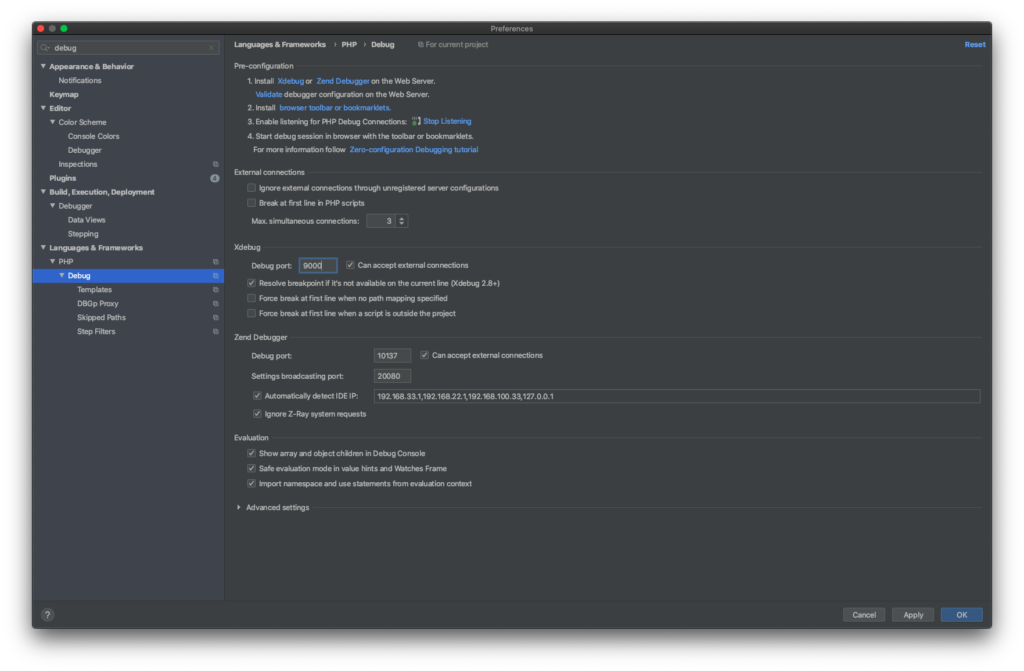 Preferences
debug
Appearance & Behavior
Notifications
Keymap
Editor
Color Scheme
Console Colors
Debugger
Inspections
Plugins 4
Build, Execution, Deployment
Debugger
Data Views
Stepping
Languages & Frameworks
PHP
Debug
Templates
DBGp Proxy
Skipped Paths
Step Filters
Languages & Frameworks › PHP › Debug For current project Reset
Pre-configuration
1. Install Xdebug or Zend Debugger on the Web Server.
Validate debugger configuration on the Web Server.
2. Install browser toolbar or bookmarklets.
3. Enable listening for PHP Debug Connections: Stop Listening
4. Start debug session in browser with the toolbar or bookmarklets.
For more information follow Zero-configuration Debugging tutorial
External connections
Ignore external connections through unregistered server configurations
Break at first line in PHP scripts
Max. simultaneous connections: 3
Xdebug
Debug port: 9000 Can accept external connections
Resolve breakpoint if it's not available on the current line (Xdebug 2.8+)
Force break at first line when no path mapping specified
Force break at first line when a script is outside the project
Zend Debugger
Debug port: 10137 Can accept external connections
Settings broadcasting port: 20080
Automatically detect IDE IP: 192.168.33.1,192.168.22.1,192.168.100.33,127.0.0.1
Ignore Z-Ray system requests
Evaluation
Show array and object children in Debug Console
Safe evaluation mode in value hints and Watches Frame
Import namespace and use statements from evaluation context
Advanced settings
? Cancel Apply OK